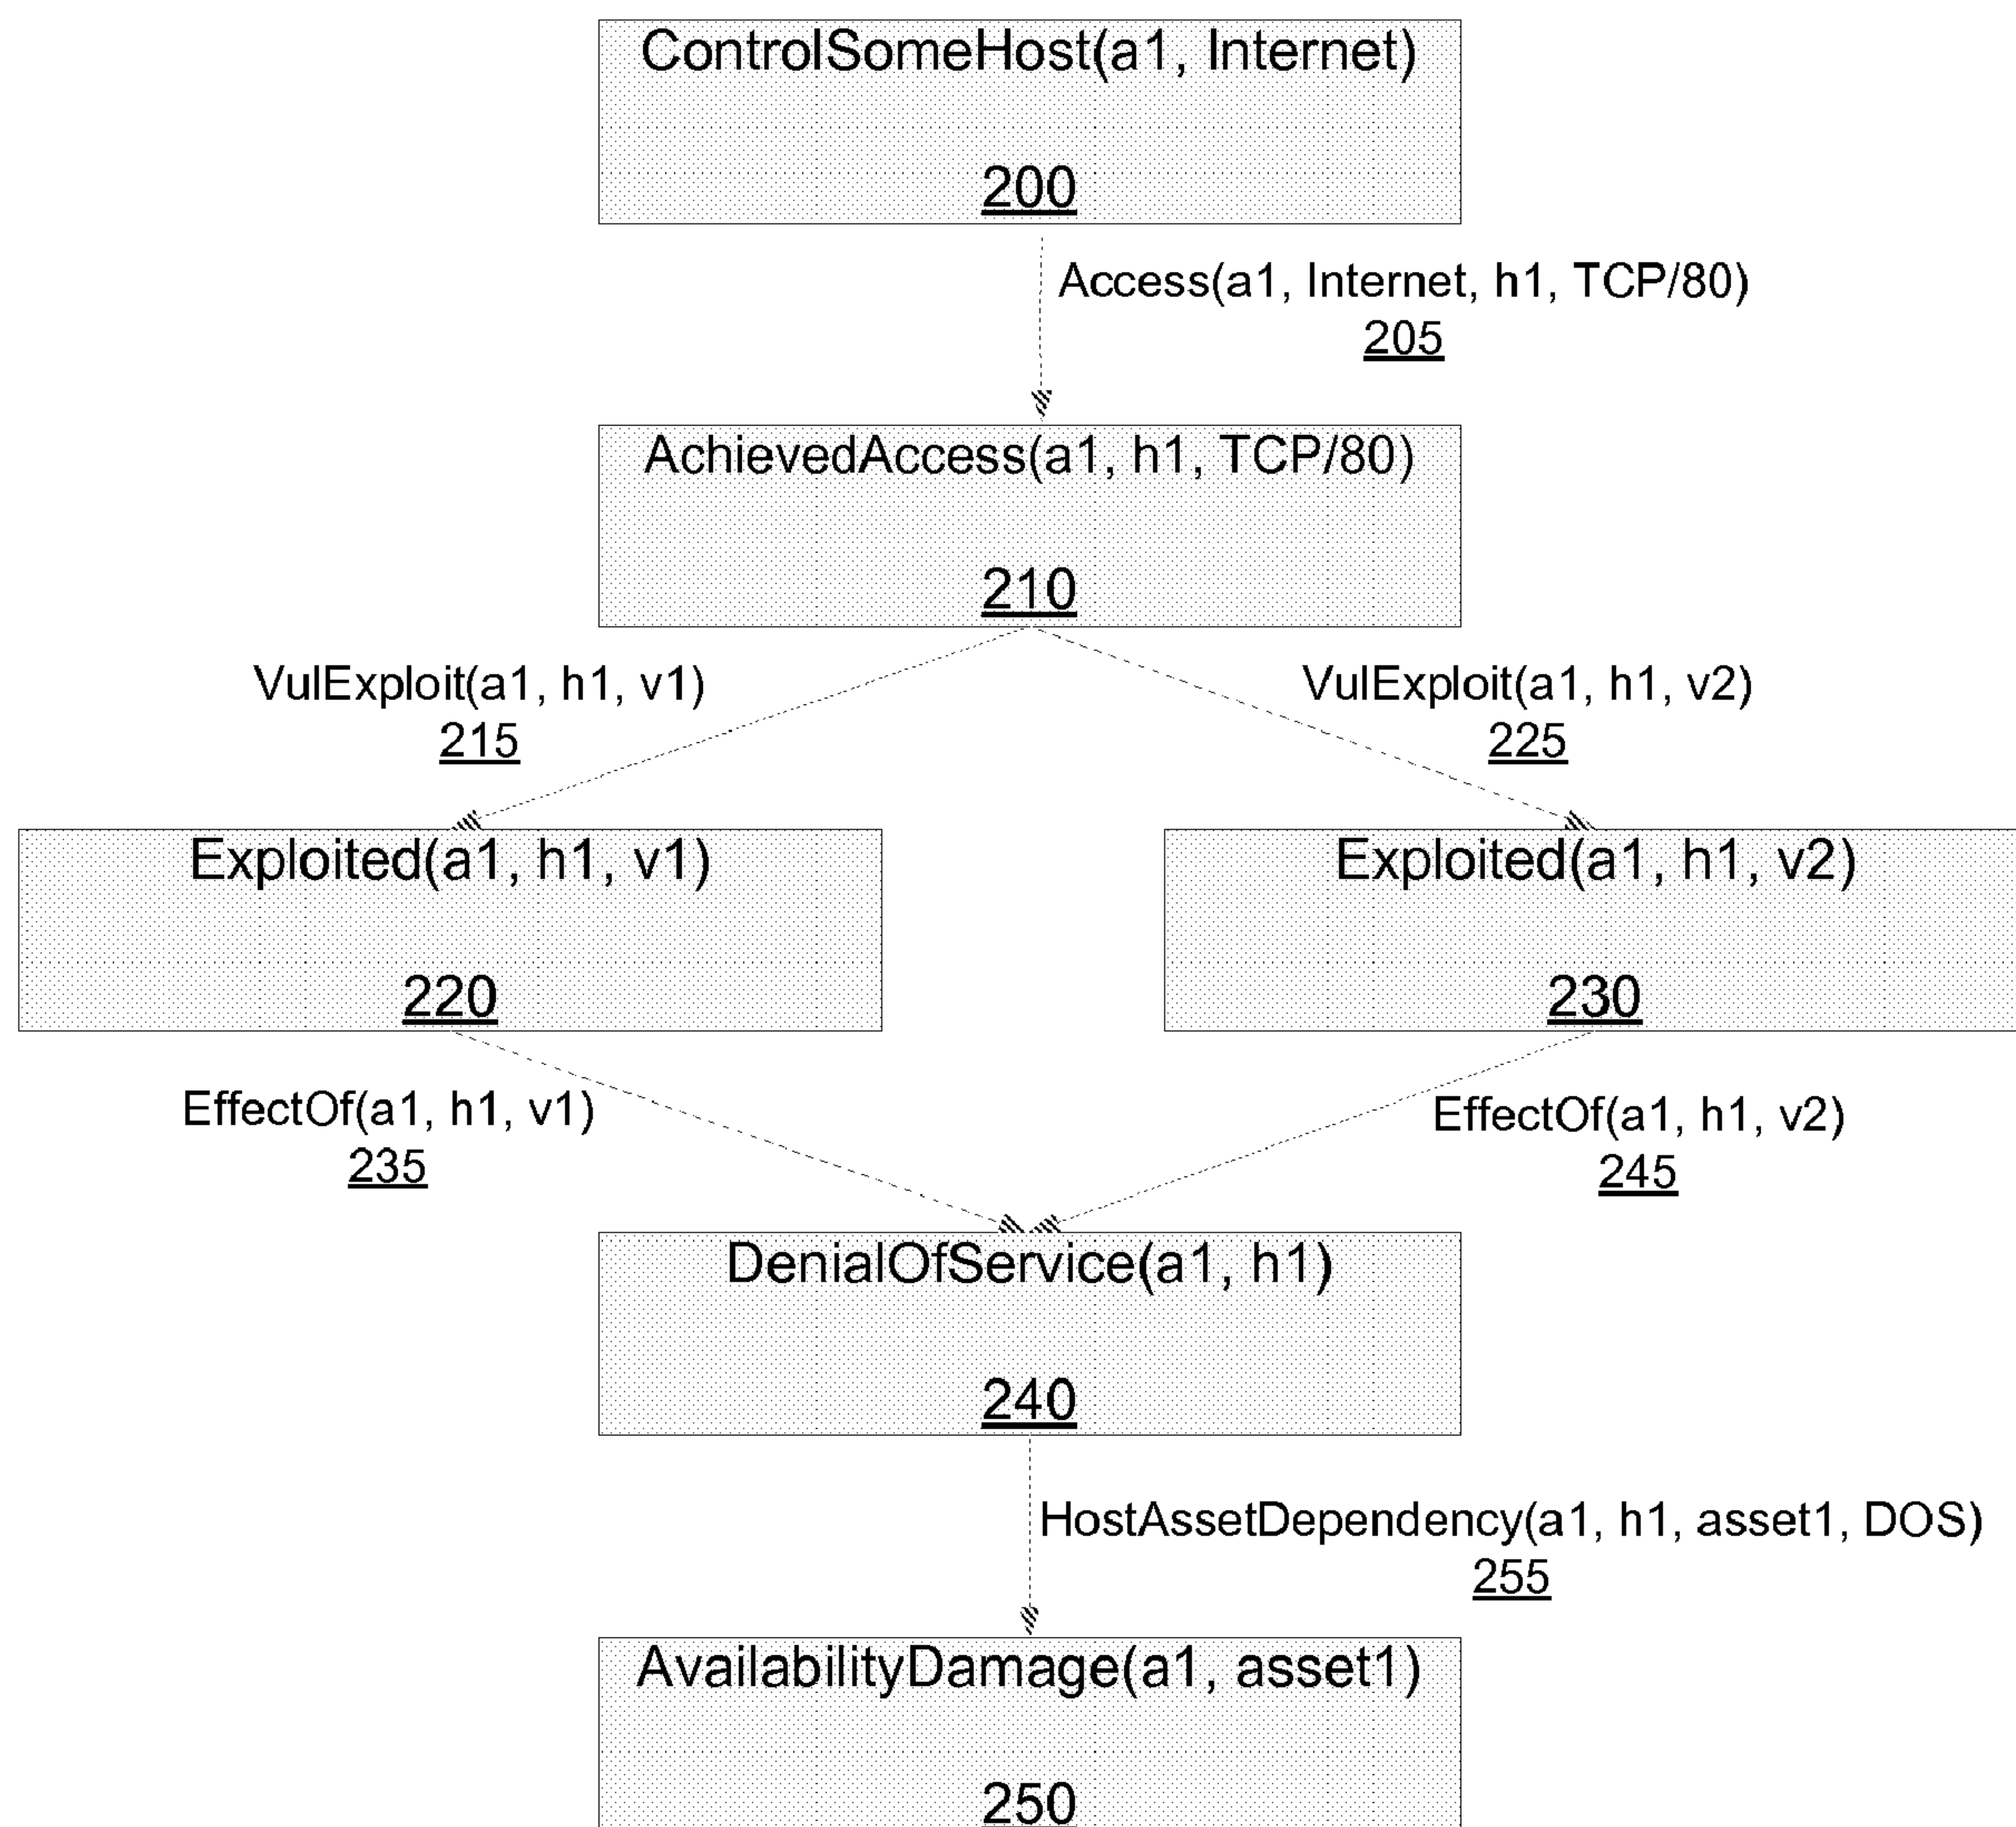 ControlSomeHost(a1, Internet)
200
Access(a1, Internet, h1, TCP/80)
205
AchievedAccess(a1, h1, TCP/80)
210
VulExploit(a1, h1, v1)
215
VulExploit(a1, h1, v2)
225
Exploited(a1, h1, v1)
220
Exploited(a1, h1, v2)
230
EffectOf(a1, h1, v1)
235
EffectOf(a1, h1, v2)
245
DenialOfService(a1, h1)
240
HostAssetDependency(a1, h1, asset1, DOS)
255
AvailabilityDamage(a1, asset1)
250